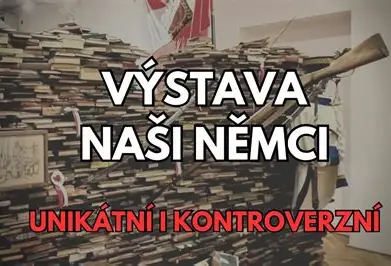 VÝSTAVA
NAŠI NĚMCI
UNIKÁTNÍ I KONTROVERZNÍ